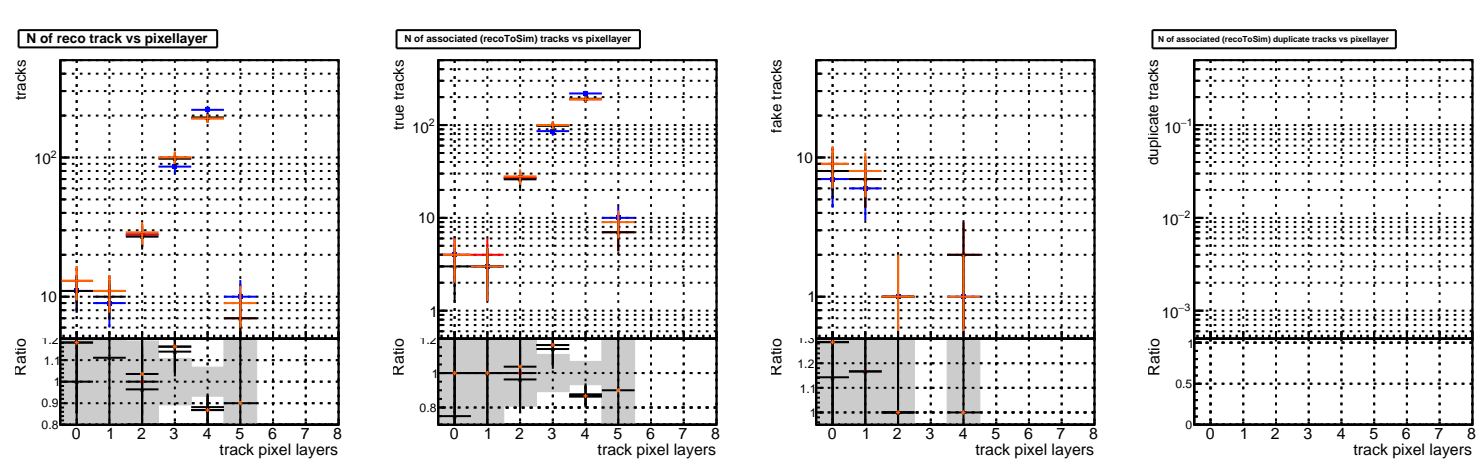 N of reco track vs pixellayer
tracks
10²
10
Ratio
1.2
1.1
1
0.9
0.8
0 1 2 3 4 5 6 7 8
track pixel layers
N of associated (recoToSim) tracks vs pixellayer
true tracks
10²
10
1
Ratio
1.2
1
0.8
0 1 2 3 4 5 6 7 8
track pixel layers
fake tracks
10
1
Ratio
1.3
1.2
1.1
1
0 1 2 3 4 5 6 7 8
track pixel layers
N of associated (recoToSim) duplicate tracks vs pixellayer
duplicate tracks
10⁻¹
10⁻²
10⁻³
Ratio
1
0.5
0
0 1 2 3 4 5 6 7 8
track pixel layers